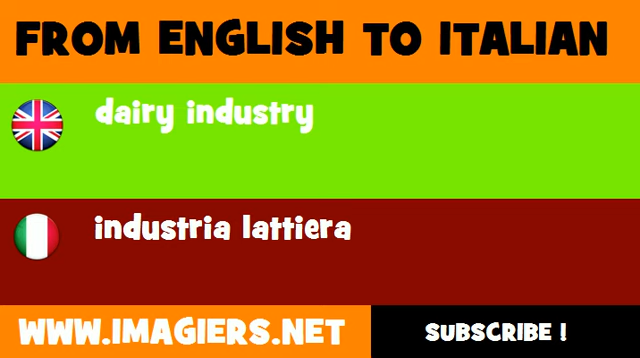 FROM ENGLISH TO ITALIAN
dairy industry
industria lattiera
WWW.IMAGIERS.NET
SUBSCRIBE !